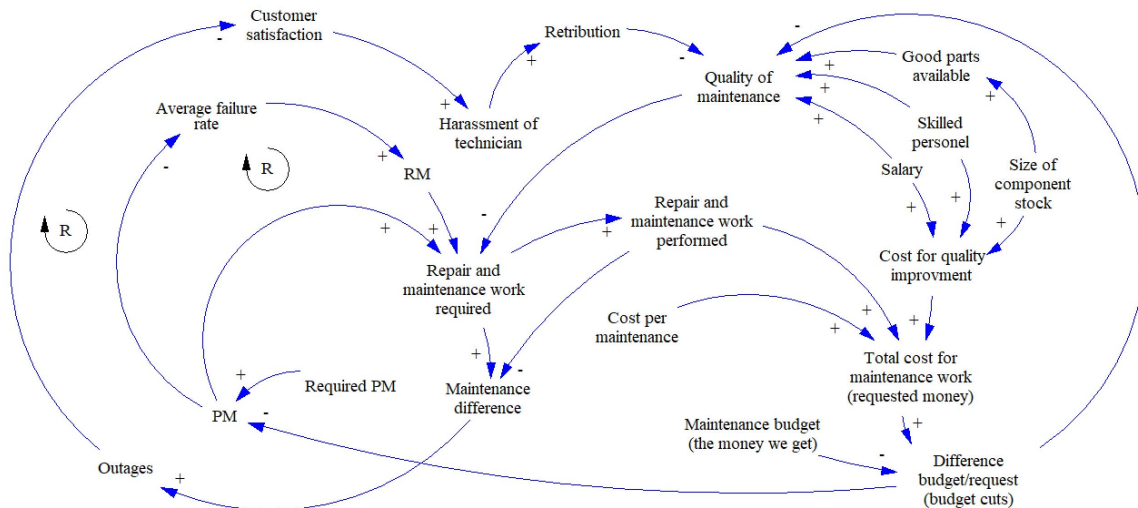 Customer
satisfaction
-
Retribution
+
-
-
Good parts
available
+
+
+
+
Quality of
maintenance
Average failure
rate
-
+
Harassment of
technician
R
+
RM
Skilled
personel
Salary
+
+
Size of
component
stock
R
+
+
-
Repair and
maintenance work
performed
+
Cost for quality
improvment
Repair and
maintenance work
required
Cost per
maintenance
+
+
+
+
-
Total cost for
maintenance work
(requested money)
+
Required PM
Maintenance
difference
PM
-
Maintenance budget
(the money we get)
+
-
Difference
budget/request
(budget cuts)
Outages
+